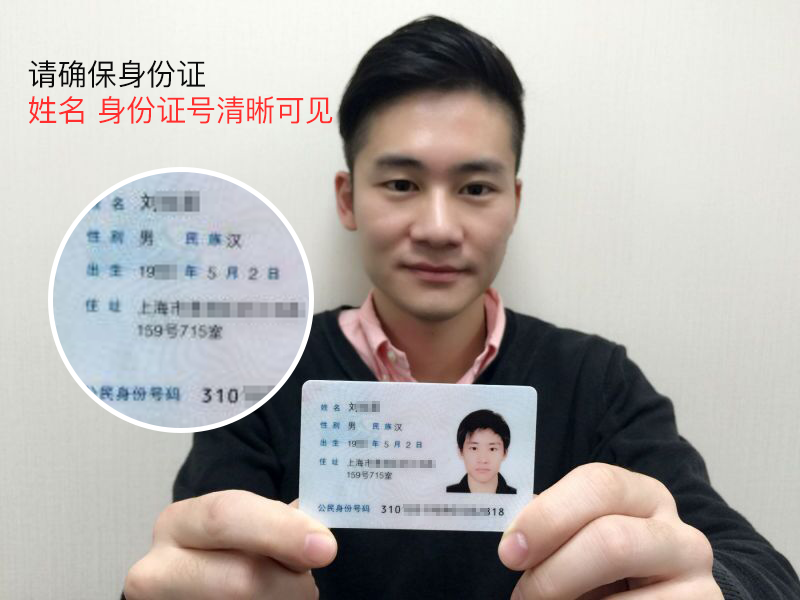 请确保身份证
姓名 身份证号清晰可见
姓名 刘
性别 男 民族 汉
出生 19 年 5 月 2 日
住址 上海市
159号715室
公民身份号码 310
姓名 刘
性别 男 民族 汉
出生 19 年 5 月 2 日
住址 上海市
159号715室
公民身份号码 310 318